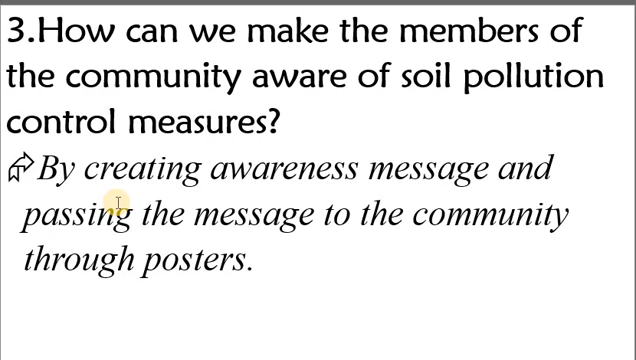 3.How can we make the members of
the community aware of soil pollution
control measures?
By creating awareness message and
passing the message to the community
through posters.